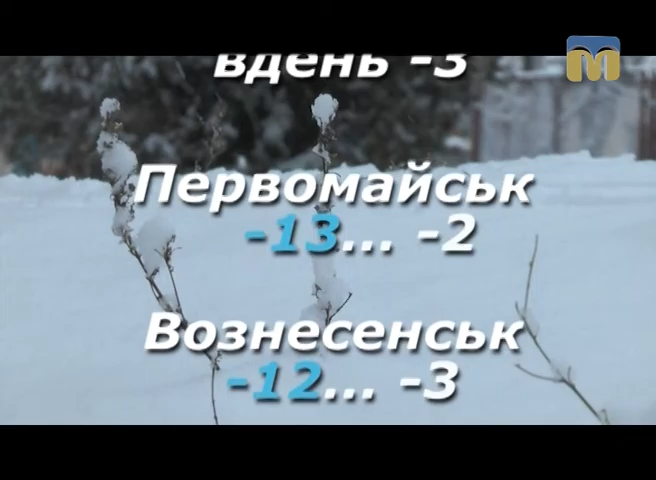 вдень -3
Первомайськ
-13... -2
Вознесенськ
-12... -3